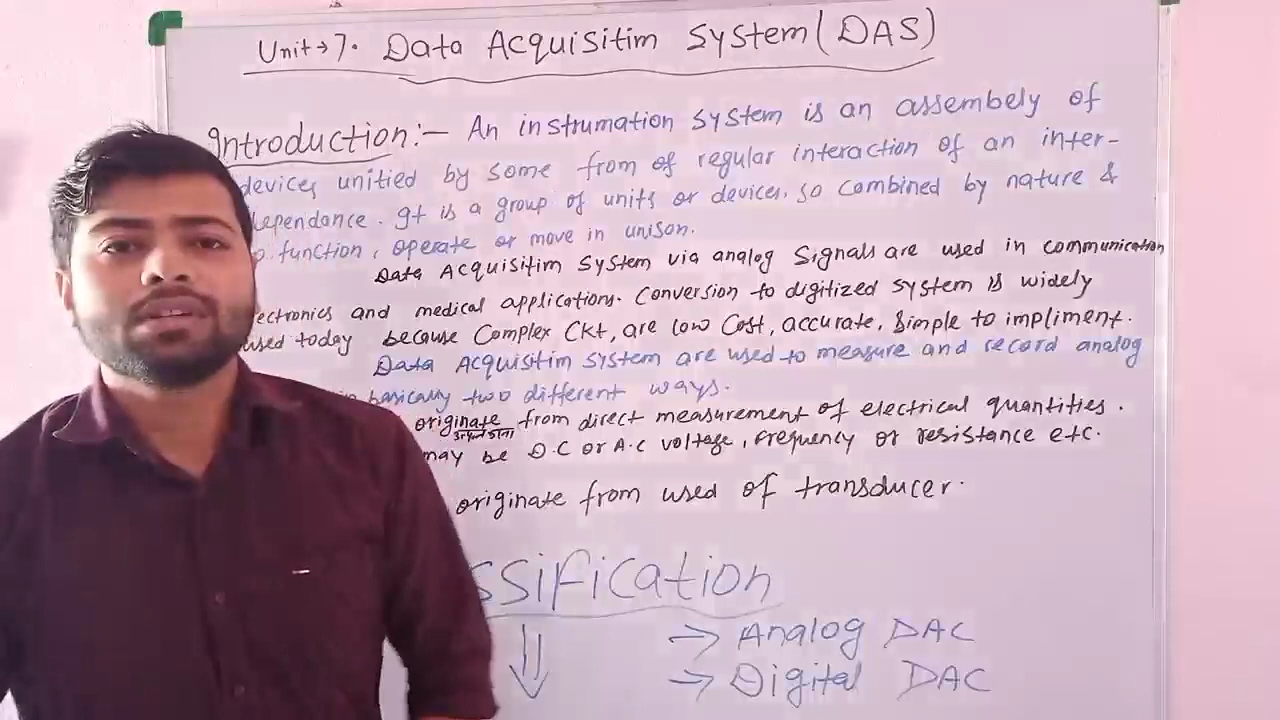 Unit→7. Data Acquisitim System (DAS)
Introduction:- An instrumation system is an assembely of
devices unitied by some from of regular interaction of an inter-
dependance. It is a group of units or devices, so combined by nature &
function, operate or move in unison.
Data Acquisitim System via analog Signals are used in communication
ectronics and medical applications. Conversion to digitized system is widely
used today because Complex Ckt, are low Cost, accurate, Simple to impliment.
Data Acquistim System are used to measure and record analog
basically two different ways.
originate from direct measurement of electrical quantities.
may be D.C or A.C voltage, frequency or resistance etc.
originate from used of transducer.
ssification
⇓ → Analog DAC
→ Digital DAC